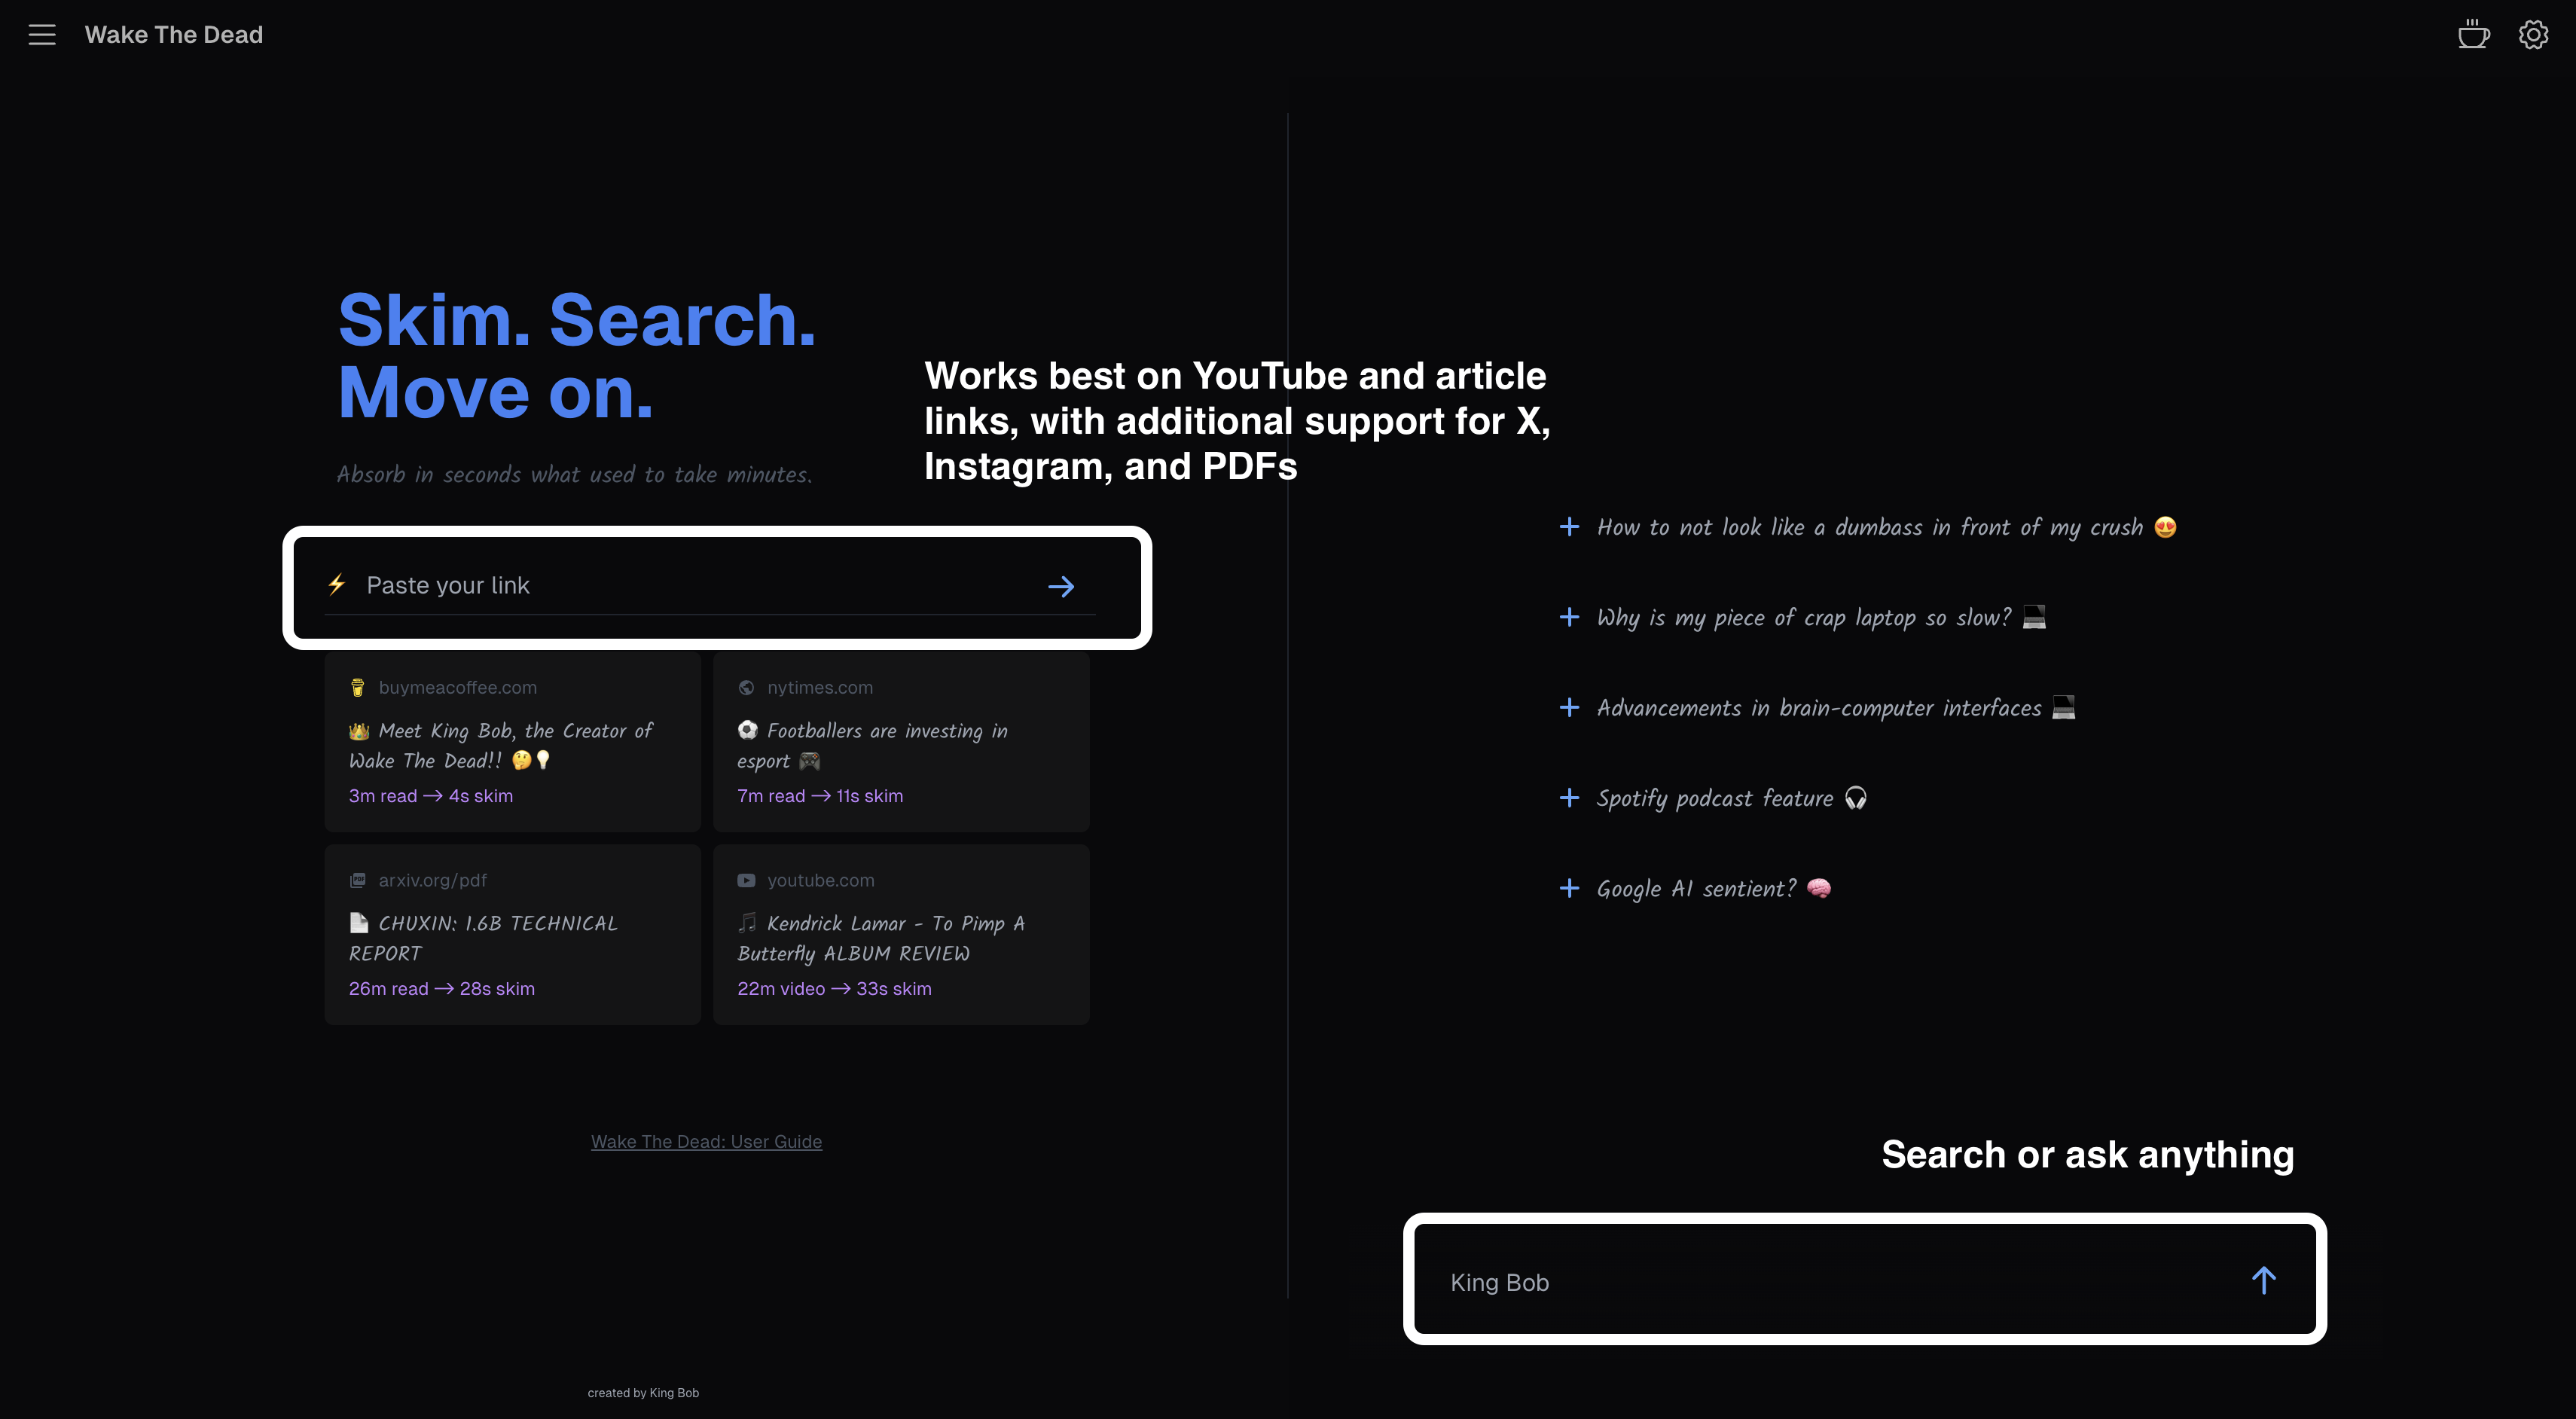 Wake The Dead
Skim. Search.
Move on.
Absorb in seconds what used to take minutes.
Works best on YouTube and article
links, with additional support for X,
Instagram, and PDFs
⚡ Paste your link
buymeacoffee.com
👑 Meet King Bob, the Creator of
Wake The Dead!! 🤔💡
3m read → 4s skim
nytimes.com
⚽ Footballers are investing in
esport 🎮
7m read → 11s skim
arxiv.org/pdf
📄 CHUXIN: 1.6B TECHNICAL
REPORT
26m read → 28s skim
youtube.com
🎵 Kendrick Lamar - To Pimp A
Butterfly ALBUM REVIEW
22m video → 33s skim
Wake The Dead: User Guide
created by King Bob
+ How to not look like a dumbass in front of my crush 😍
+ Why is my piece of crap laptop so slow? 💻
+ Advancements in brain-computer interfaces 💻
+ Spotify podcast feature 🎧
+ Google AI sentient? 🧠
Search or ask anything
King Bob